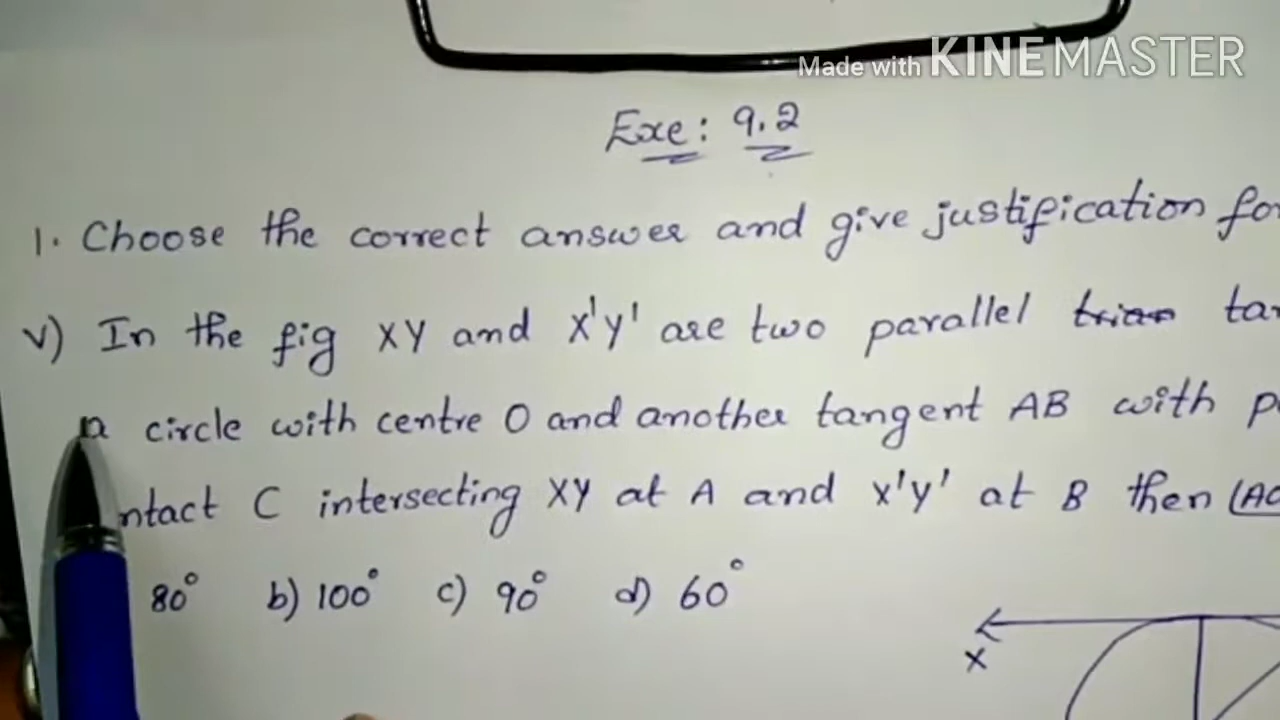 Made with KINEMASTER
Exe: 9.2
1. Choose the correct answer and give justification for
v) In the fig XY and X'Y' are two parallel trian
a circle with centre O and another tangent AB with
C intersecting XY at A and X'Y' at B then
80° b) 100° c) 90° d) 60°
X